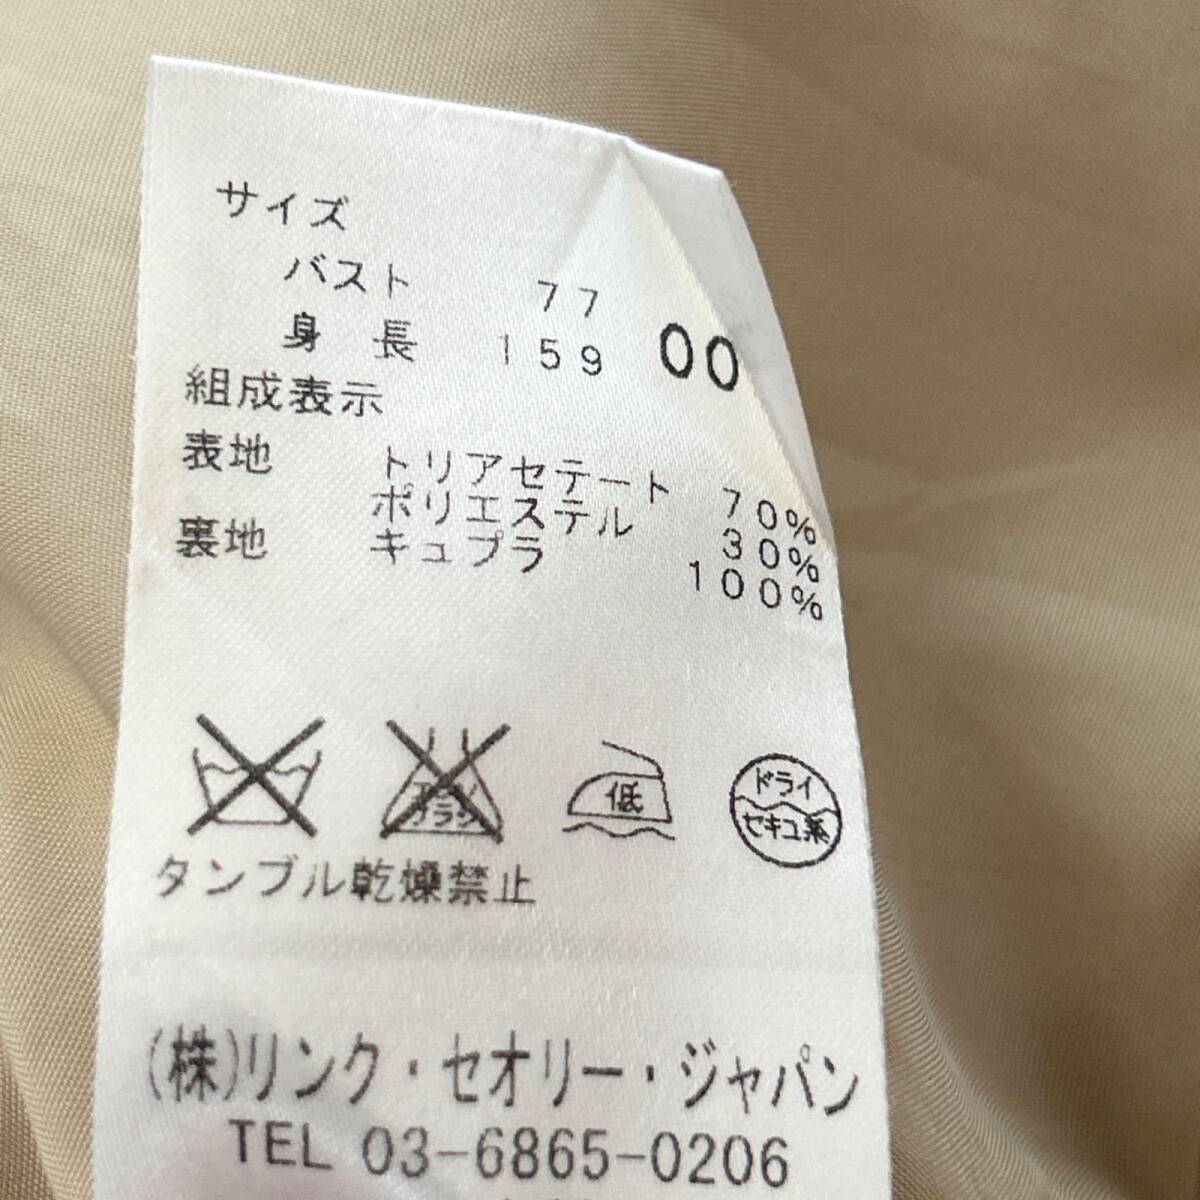 サイズ
バスト 77
身長 159 00
組成表示
表地 トリアセテート 70%
ポリエステル 30%
裏地 キュプラ 100%
低
ドライ
セキユ系
タンブル乾燥禁止
(株)リンク・セオリー・ジャパン
TEL 03-6865-0206